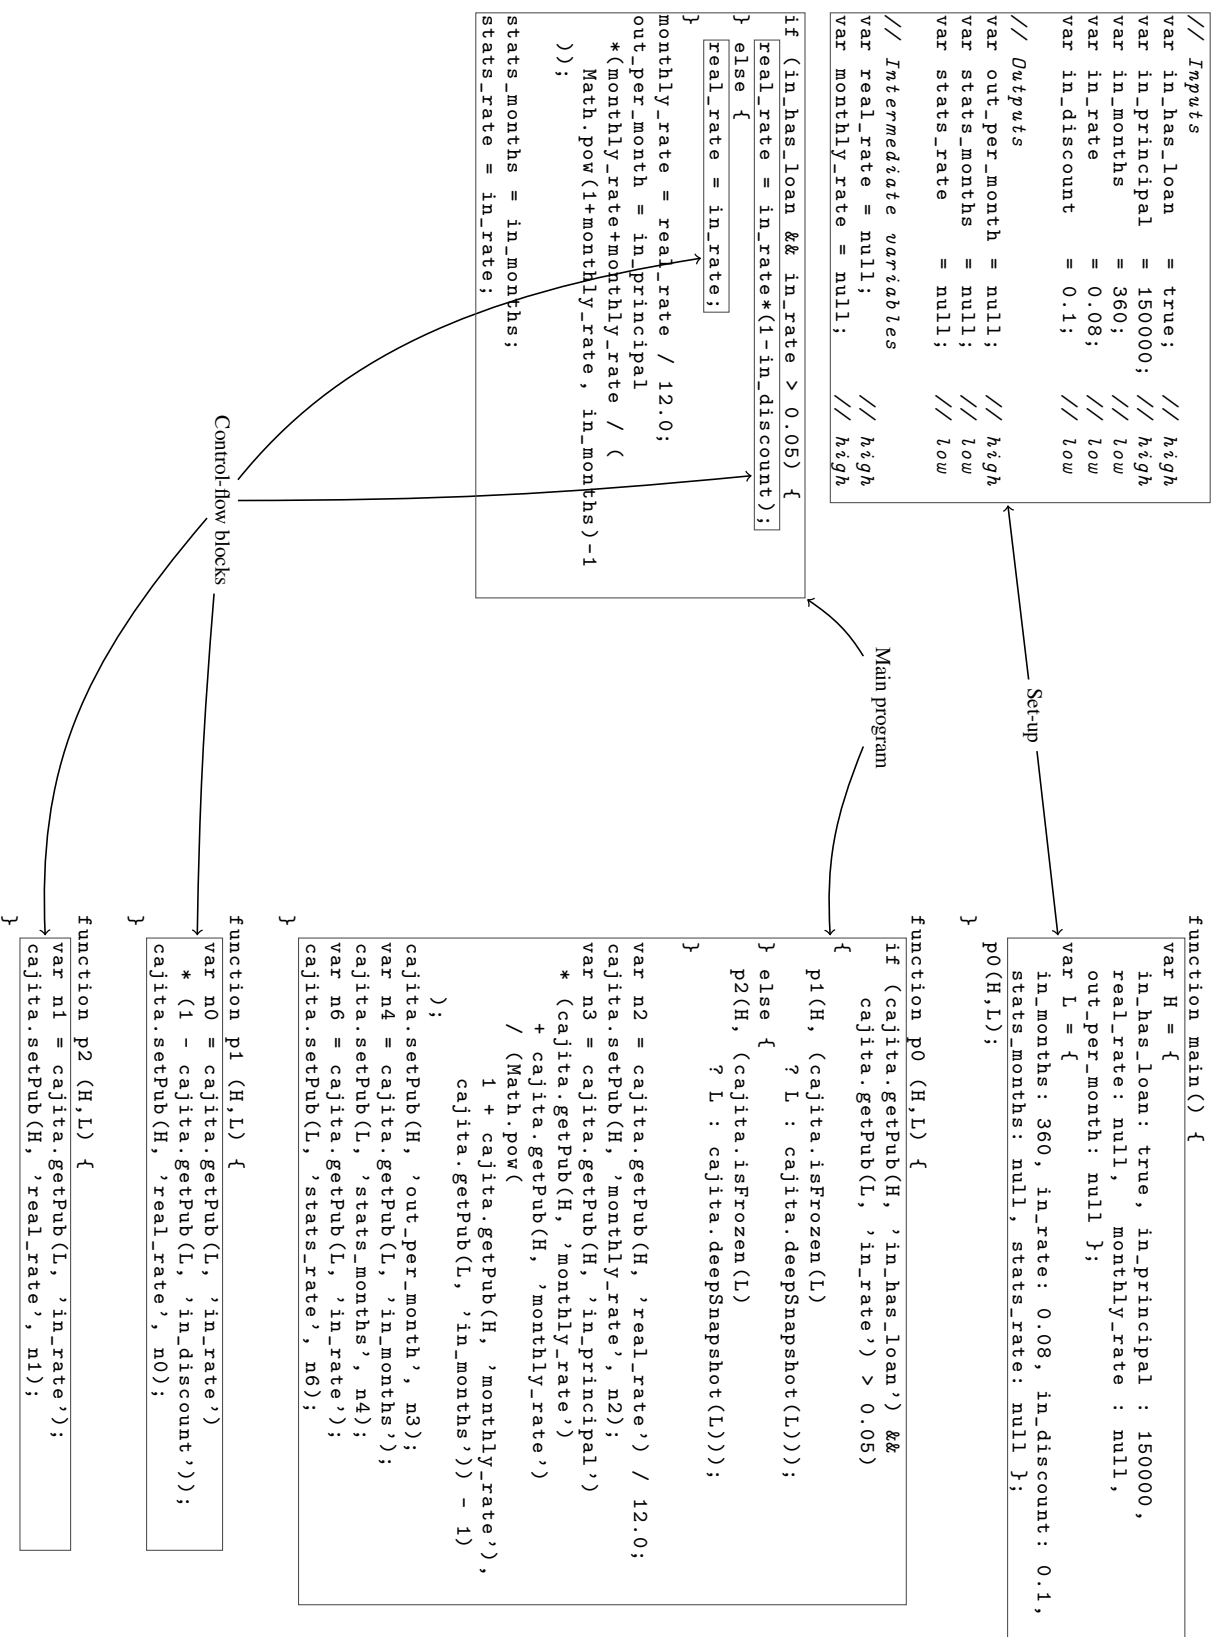 // Inputs
var in_has_loan   = true;   // high
var in_principal  = 150000; // high
var in_months     = 360;    // low
var in_rate       = 0.08;   // low
var in_discount   = 0.1;    // low
// Outputs
var out_per_month = null;   // high
var stats_months  = null;   // low
var stats_rate    = null;   // low
// Intermediate variables
var real_rate = null;       // high
var monthly_rate = null;    // high
if (in_has_loan && in_rate > 0.05) {
real_rate = in_rate*(1-in_discount);
} else {
real_rate = in_rate;
}
monthly_rate = real_rate / 12.0;
out_per_month = in_principal
*(monthly_rate+monthly_rate / (
Math.pow(1+monthly_rate, in_months)-1
));
stats_months = in_months;
stats_rate = in_rate;
Set-up
Main program
Control-flow blocks
function main() {
var H = {
in_has_loan: true, in_principal : 150000,
real_rate: null, monthly_rate : null,
out_per_month: null };
var L = {
in_months: 360, in_rate: 0.08, in_discount: 0.1,
stats_months: null, stats_rate: null };
p0(H,L);
}
function p0 (H,L) {
if (cajita.getPub(H, 'in_has_loan') &&
cajita.getPub(L, 'in_rate') > 0.05)
{
p1(H, (cajita.isFrozen(L)
? L : cajita.deepSnapshot(L)));
} else {
p2(H, (cajita.isFrozen(L)
? L : cajita.deepSnapshot(L)));
}
var n2 = cajita.getPub(H, 'real_rate') / 12.0;
cajita.setPub(H, 'monthly_rate', n2);
var n3 = cajita.getPub(H, 'in_principal')
* (cajita.getPub(H, 'monthly_rate')
+ cajita.getPub(H, 'monthly_rate')
/ (Math.pow(
1 + cajita.getPub(H, 'monthly_rate'),
cajita.getPub(L, 'in_months')) - 1)
);
cajita.setPub(H, 'out_per_month', n3);
var n4 = cajita.getPub(L, 'in_months');
cajita.setPub(L, 'stats_months', n4);
var n6 = cajita.getPub(L, 'in_rate');
cajita.setPub(L, 'stats_rate', n6);
}
function p1 (H,L) {
var n0 = cajita.getPub(L, 'in_rate')
* (1 - cajita.getPub(L, 'in_discount'));
cajita.setPub(H, 'real_rate', n0);
}
function p2 (H,L) {
var n1 = cajita.getPub(L, 'in_rate');
cajita.setPub(H, 'real_rate', n1);
}